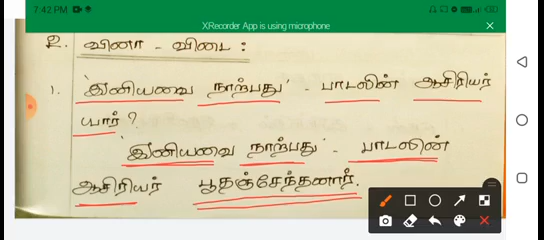 7:42 PM
XRecorder App is using microphone
உ. வினா - விடை :
1. 'இனியவை நாற்பது' - பாடலின் ஆசிரியர்
யார் ?
'இனியவை நாற்பது' - பாடலின்
ஆசிரியர் பூதஞ்சேந்தனார்.